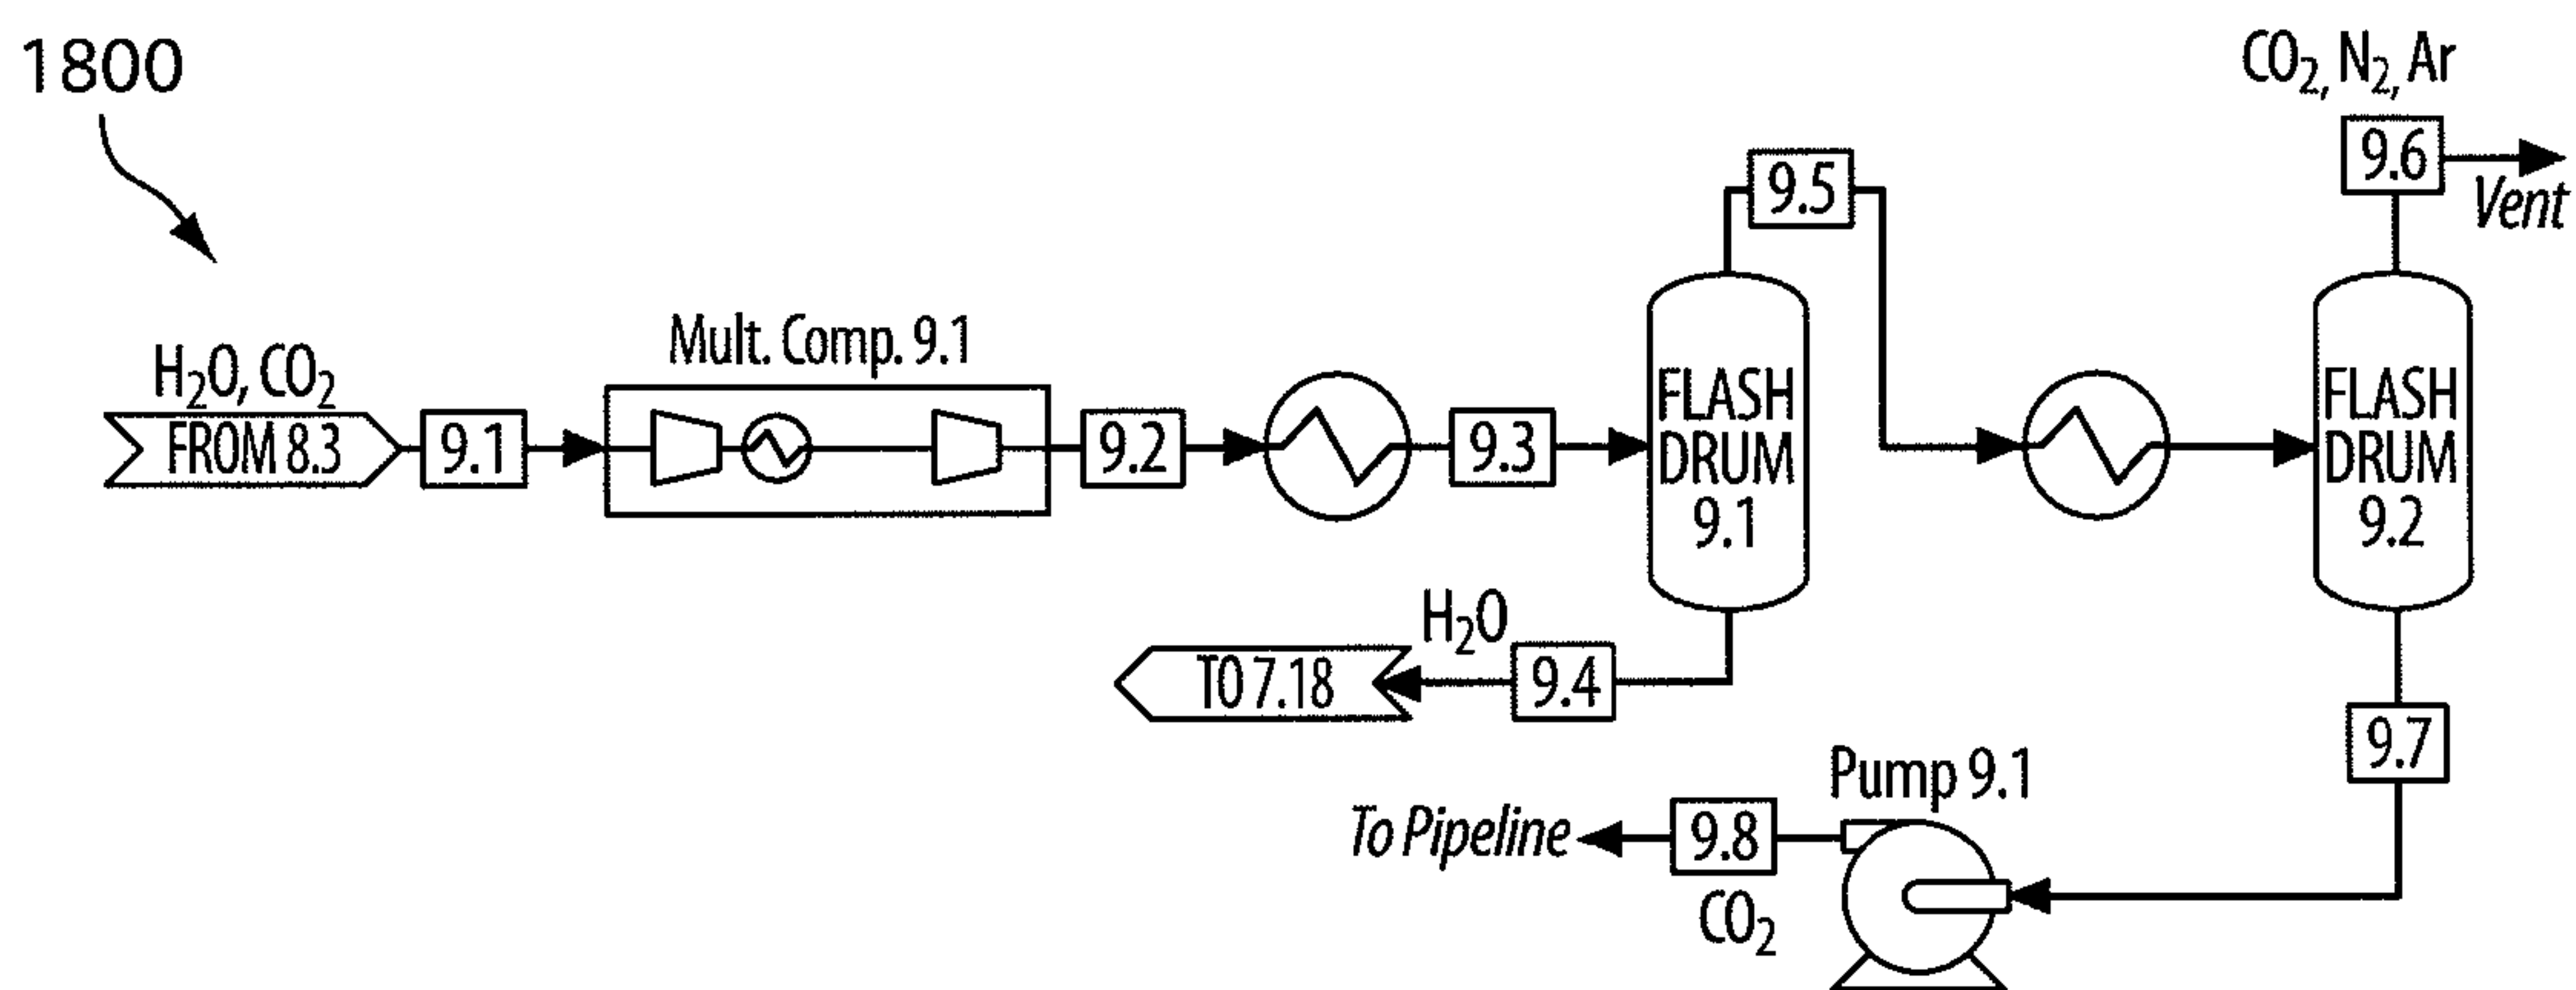 1800
CO₂, N₂, Ar
9.6
Vent
9.5
Mult. Comp. 9.1
H₂O, CO₂
FROM 8.3
9.1
9.2
9.3
FLASH
DRUM
9.1
FLASH
DRUM
9.2
H₂O
TO 7.18
9.4
9.7
Pump 9.1
To Pipeline
9.8
CO₂